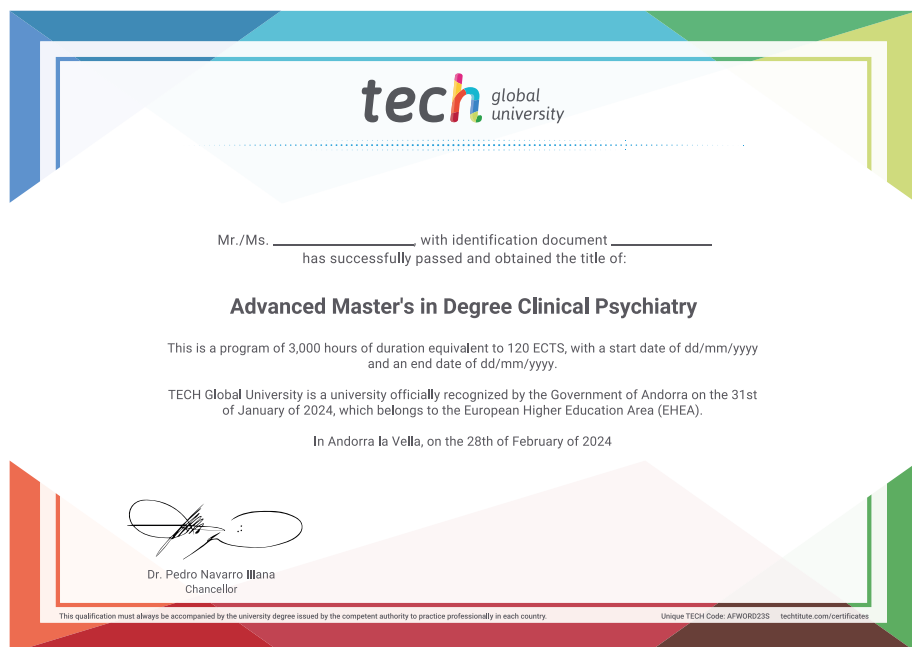 tech global
university
Mr./Ms. ____________, with identification document ____________
has successfully passed and obtained the title of:
Advanced Master's in Degree Clinical Psychiatry
This is a program of 3,000 hours of duration equivalent to 120 ECTS, with a start date of dd/mm/yyyy
and an end date of dd/mm/yyyy.
TECH Global University is a university officially recognized by the Government of Andorra on the 31st
of January of 2024, which belongs to the European Higher Education Area (EHEA).
In Andorra la Vella, on the 28th of February of 2024
Dr. Pedro Navarro Illana
Chancellor
This qualification must always be accompanied by the university degree issued by the competent authority to practice professionally in each country. Unique TECH Code: AFWORD23S techtitute.com/certificates